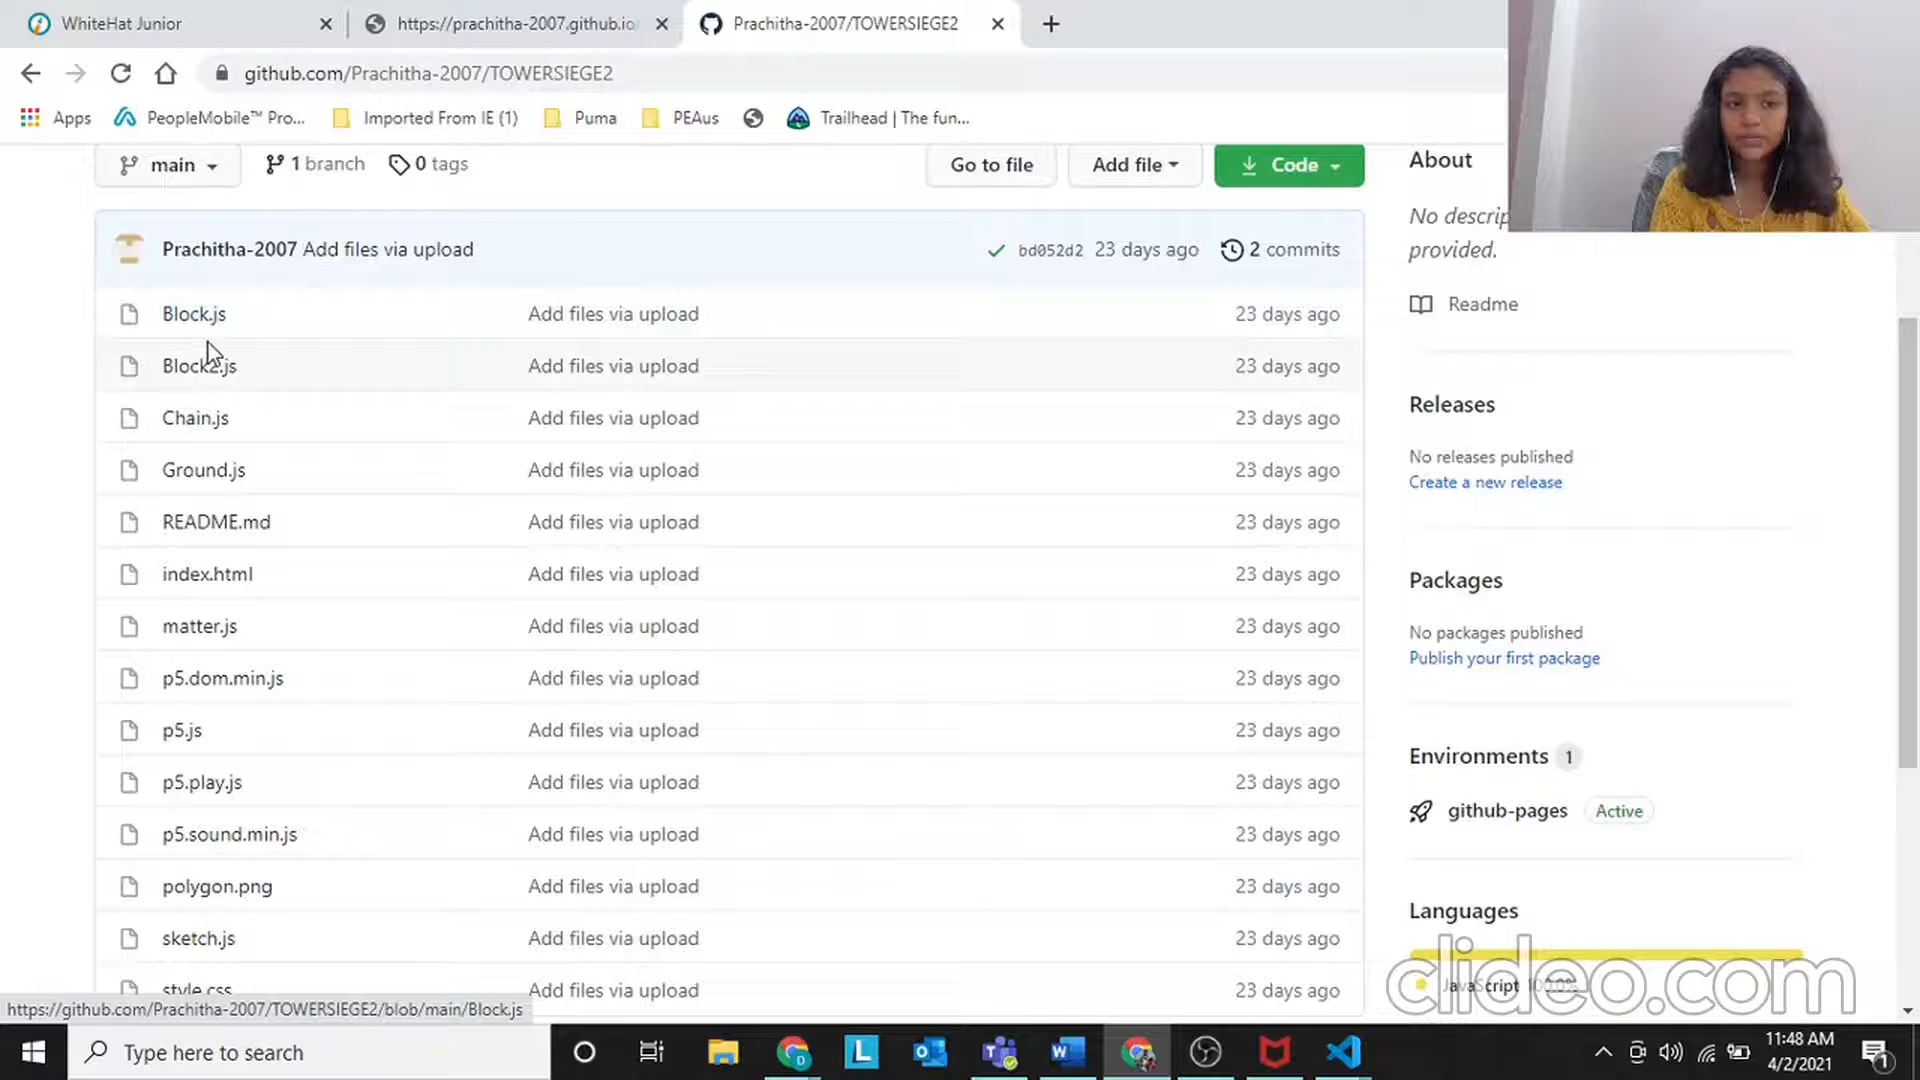 WhiteHat Junior
https://prachitha-2007.github.io
Prachitha-2007/TOWERSIEGE2
github.com/Prachitha-2007/TOWERSIEGE2
Apps
PeopleMobile™ Pro...
Imported From IE (1)
Puma
PEAus
Trailhead | The fun...
main
1 branch
0 tags
Go to file
Add file
Code
About
No descrip
provided.
Readme
Prachitha-2007 Add files via upload
bd052d2 23 days ago
2 commits
Block.js Add files via upload 23 days ago
Block2.js Add files via upload 23 days ago
Chain.js Add files via upload 23 days ago
Ground.js Add files via upload 23 days ago
README.md Add files via upload 23 days ago
index.html Add files via upload 23 days ago
matter.js Add files via upload 23 days ago
p5.dom.min.js Add files via upload 23 days ago
p5.js Add files via upload 23 days ago
p5.play.js Add files via upload 23 days ago
p5.sound.min.js Add files via upload 23 days ago
polygon.png Add files via upload 23 days ago
sketch.js Add files via upload 23 days ago
style.css Add files via upload 23 days ago
Releases
No releases published
Create a new release
Packages
No packages published
Publish your first package
Environments 1
github-pages Active
Languages
JavaScript 100.0%
clideo.com
https://github.com/Prachitha-2007/TOWERSIEGE2/blob/main/Block.js
Type here to search
11:48 AM
4/2/2021
1